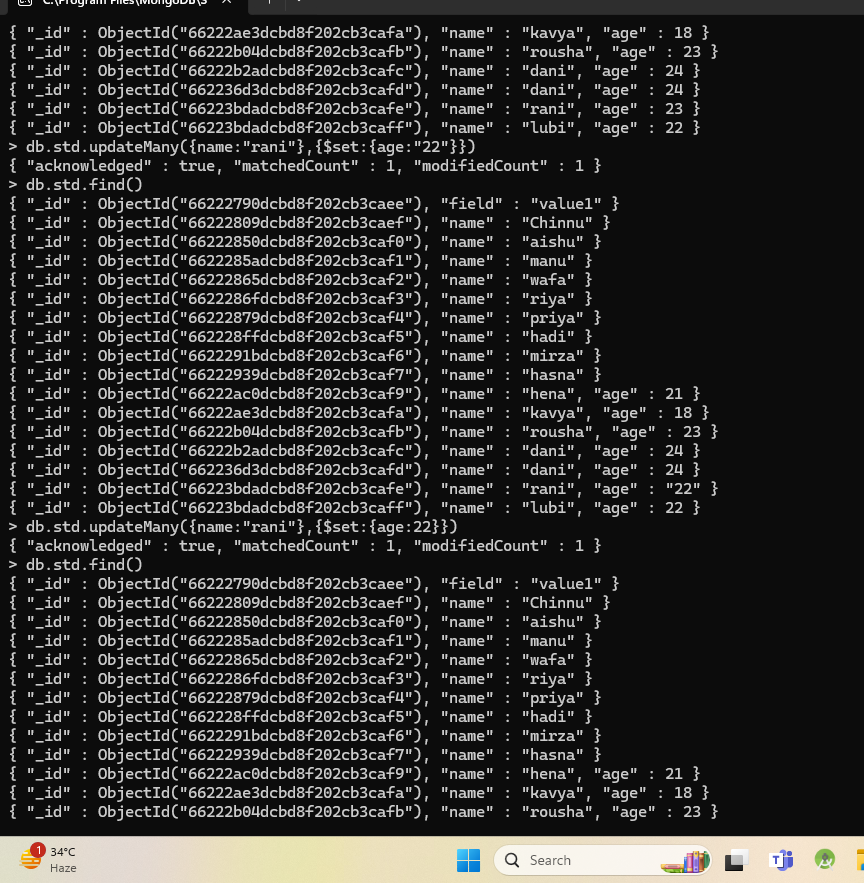 C:\Program Files\MongoDB\S
{ "_id" : ObjectId("66222ae3dcbd8f202cb3cafa"), "name" : "kavya", "age" : 18 }
{ "_id" : ObjectId("66222b04dcbd8f202cb3cafb"), "name" : "rousha", "age" : 23 }
{ "_id" : ObjectId("66222b2adcbd8f202cb3cafc"), "name" : "dani", "age" : 24 }
{ "_id" : ObjectId("662236d3dcbd8f202cb3cafd"), "name" : "dani", "age" : 24 }
{ "_id" : ObjectId("66223bdadcbd8f202cb3cafe"), "name" : "rani", "age" : 23 }
{ "_id" : ObjectId("66223bdadcbd8f202cb3caff"), "name" : "lubi", "age" : 22 }
> db.std.updateMany({name:"rani"},{$set:{age:"22"}})
{ "acknowledged" : true, "matchedCount" : 1, "modifiedCount" : 1 }
> db.std.find()
{ "_id" : ObjectId("66222790dcbd8f202cb3caee"), "field" : "value1" }
{ "_id" : ObjectId("66222809dcbd8f202cb3caef"), "name" : "Chinnu" }
{ "_id" : ObjectId("66222850dcbd8f202cb3caf0"), "name" : "aishu" }
{ "_id" : ObjectId("6622285adcbd8f202cb3caf1"), "name" : "manu" }
{ "_id" : ObjectId("66222865dcbd8f202cb3caf2"), "name" : "wafa" }
{ "_id" : ObjectId("6622286fdcbd8f202cb3caf3"), "name" : "riya" }
{ "_id" : ObjectId("66222879dcbd8f202cb3caf4"), "name" : "priya" }
{ "_id" : ObjectId("662228ffdcbd8f202cb3caf5"), "name" : "hadi" }
{ "_id" : ObjectId("6622291bdcbd8f202cb3caf6"), "name" : "mirza" }
{ "_id" : ObjectId("66222939dcbd8f202cb3caf7"), "name" : "hasna" }
{ "_id" : ObjectId("66222ac0dcbd8f202cb3caf9"), "name" : "hena", "age" : 21 }
{ "_id" : ObjectId("66222ae3dcbd8f202cb3cafa"), "name" : "kavya", "age" : 18 }
{ "_id" : ObjectId("66222b04dcbd8f202cb3cafb"), "name" : "rousha", "age" : 23 }
{ "_id" : ObjectId("66222b2adcbd8f202cb3cafc"), "name" : "dani", "age" : 24 }
{ "_id" : ObjectId("662236d3dcbd8f202cb3cafd"), "name" : "dani", "age" : 24 }
{ "_id" : ObjectId("66223bdadcbd8f202cb3cafe"), "name" : "rani", "age" : "22" }
{ "_id" : ObjectId("66223bdadcbd8f202cb3caff"), "name" : "lubi", "age" : 22 }
> db.std.updateMany({name:"rani"},{$set:{age:22}})
{ "acknowledged" : true, "matchedCount" : 1, "modifiedCount" : 1 }
> db.std.find()
{ "_id" : ObjectId("66222790dcbd8f202cb3caee"), "field" : "value1" }
{ "_id" : ObjectId("66222809dcbd8f202cb3caef"), "name" : "Chinnu" }
{ "_id" : ObjectId("66222850dcbd8f202cb3caf0"), "name" : "aishu" }
{ "_id" : ObjectId("6622285adcbd8f202cb3caf1"), "name" : "manu" }
{ "_id" : ObjectId("66222865dcbd8f202cb3caf2"), "name" : "wafa" }
{ "_id" : ObjectId("6622286fdcbd8f202cb3caf3"), "name" : "riya" }
{ "_id" : ObjectId("66222879dcbd8f202cb3caf4"), "name" : "priya" }
{ "_id" : ObjectId("662228ffdcbd8f202cb3caf5"), "name" : "hadi" }
{ "_id" : ObjectId("6622291bdcbd8f202cb3caf6"), "name" : "mirza" }
{ "_id" : ObjectId("66222939dcbd8f202cb3caf7"), "name" : "hasna" }
{ "_id" : ObjectId("66222ac0dcbd8f202cb3caf9"), "name" : "hena", "age" : 21 }
{ "_id" : ObjectId("66222ae3dcbd8f202cb3cafa"), "name" : "kavya", "age" : 18 }
{ "_id" : ObjectId("66222b04dcbd8f202cb3cafb"), "name" : "rousha", "age" : 23 }
1
34°C
Haze
Search
T